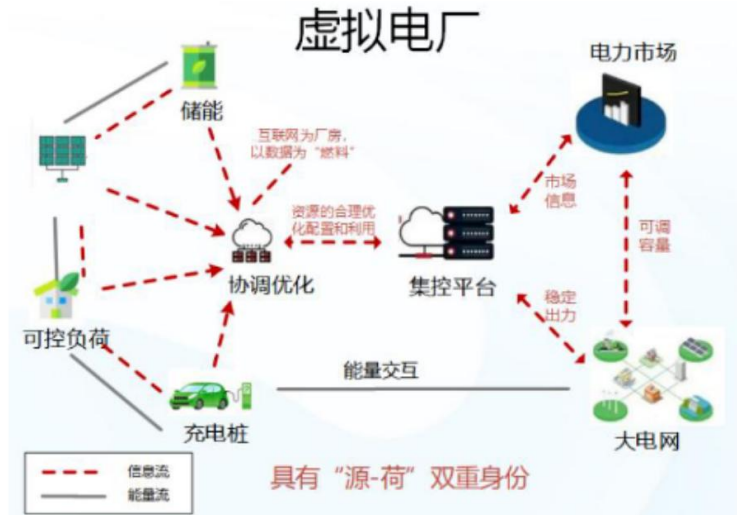 虚拟电厂
电力市场
储能
互联网为厂房，
以数据为“燃料”
市场
信息
资源的合理优
化配置和利用
可调
容量
协调优化
集控平台
稳定
出力
可控负荷
能量交互
充电桩
大电网
信息流
能量流
具有“源-荷”双重身份